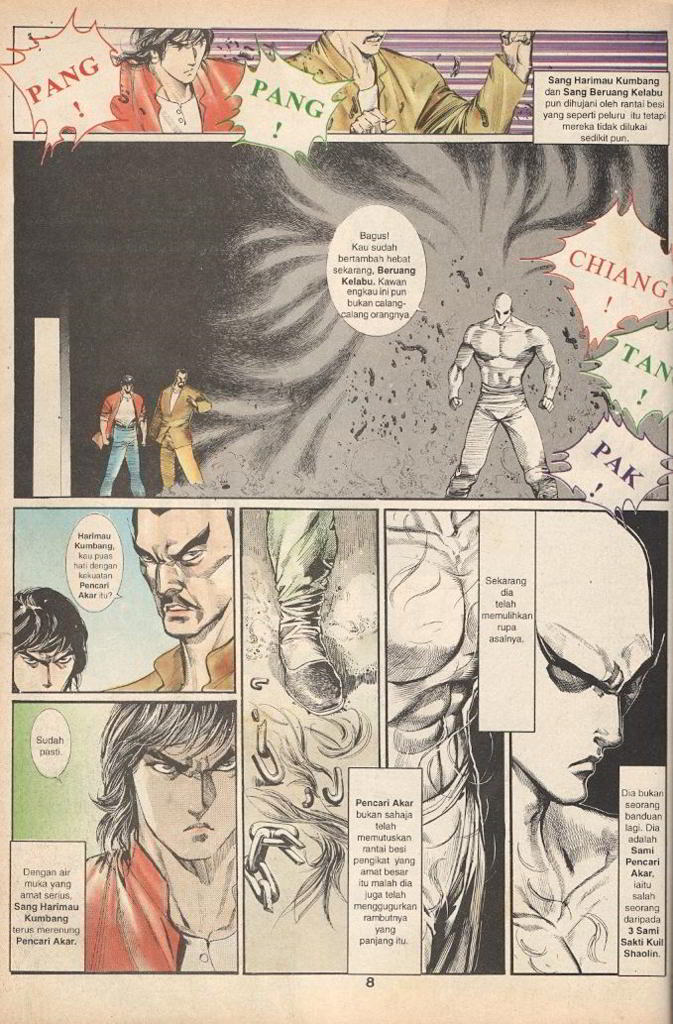 PANG
!
PANG
!
Sang Harimau Kumbang
dan Sang Beruang Kelabu
pun dihujani oleh rantai besi
yang seperti peluru itu tetapi
mereka tidak dilukai
sedikit pun.
Bagus!
Kau sudah
bertambah hebat
sekarang, Beruang
Kelabu. Kawan
engkau ini pun
bukan calang-
calang orangnya
CHIANG
!
TANG
!
PAK
!
Harimau
Kumbang,
kau puas
hati dengan
kekuatan
Pencari
Akar itu?
Sudah
pasti.
Dengan air
muka yang
amat serius,
Sang Harimau
Kumbang
terus merenung
Pencari Akar.
Pencari Akar
bukan sahaja
telah
memutuskan
rantai besi
pengikat yang
amat besar
itu malah dia
juga telah
menggugurkan
rambutnya
yang
panjang itu.
Sekarang
dia
telah
memulihkan
rupa
asalnya.
Dia bukan
seorang
banduan
lagi. Dia
adalah
Sami
Pencari
Akar,
iaitu
salah
seorang
daripada
3 Sami
Sakti Kuil
Shaolin.
8